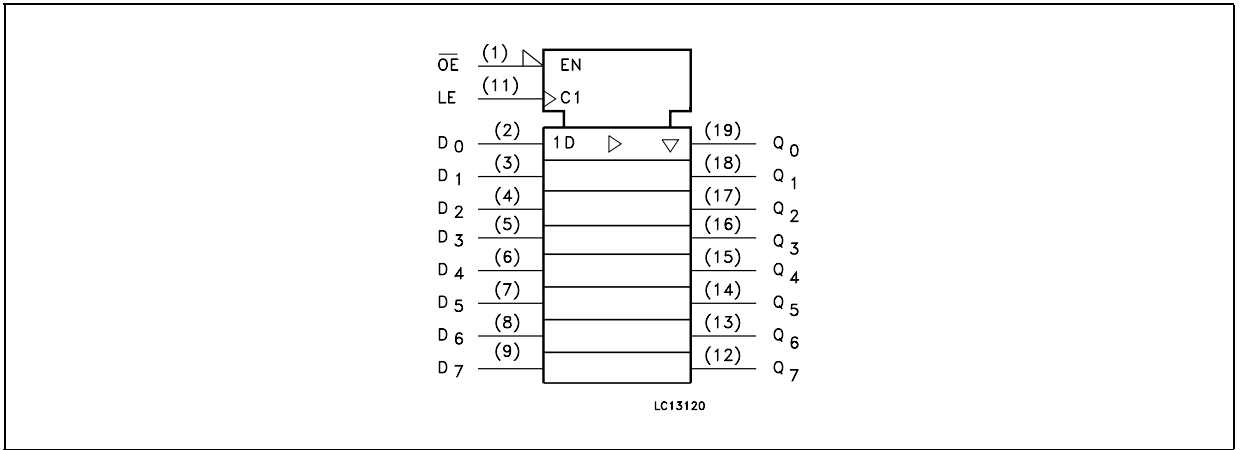 O̅E̅ (1) EN
LE (11) C1
D0 (2) 1D (19) Q0
D1 (3) (18) Q1
D2 (4) (17) Q2
D3 (5) (16) Q3
D4 (6) (15) Q4
D5 (7) (14) Q5
D6 (8) (13) Q6
D7 (9) (12) Q7
LC13120